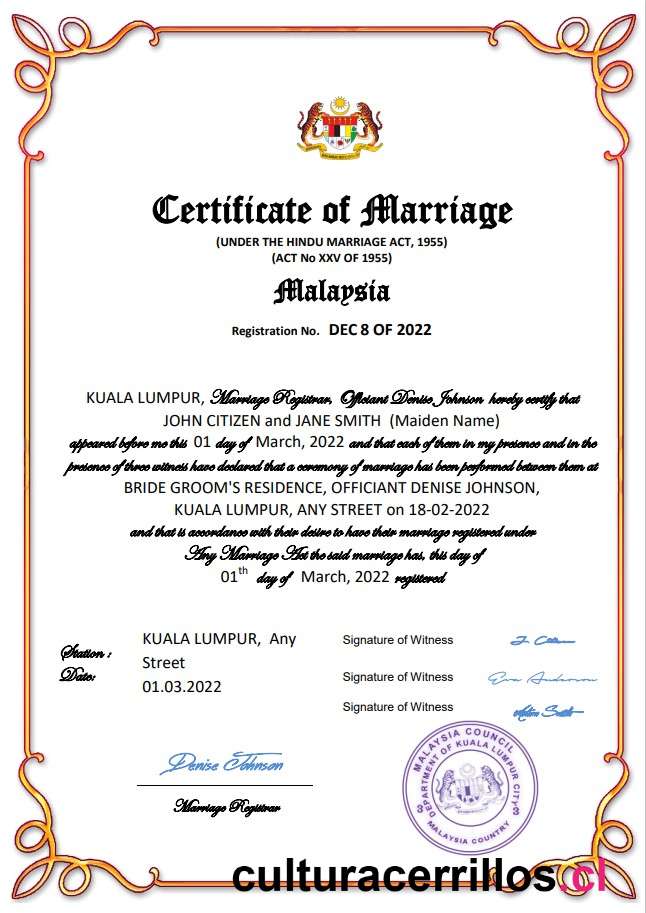 Certificate of Marriage
(UNDER THE HINDU MARRIAGE ACT, 1955)
(ACT No XXV OF 1955)
Malaysia
Registration No. DEC 8 OF 2022
KUALA LUMPUR, Marriage Registrar, Officiant Denise Johnson hereby certify that
JOHN CITIZEN and JANE SMITH (Maiden Name)
appeared before me this 01 day of March, 2022 and that each of them in my presence and in the
presence of three witness have declared that a ceremony of marriage has been performed between them at
BRIDE GROOM'S RESIDENCE, OFFICIANT DENISE JOHNSON,
KUALA LUMPUR, ANY STREET on 18-02-2022
and that is accordance with their desire to have their marriage registered under
Any Marriage Act the said marriage has, this day of
01th day of March, 2022 registered
Station : KUALA LUMPUR, Any
Street
Date: 01.03.2022
Signature of Witness
Signature of Witness Eva Anderson
Signature of Witness
Denise Johnson
Marriage Registrar
MALAYSIA COUNCIL
DEPARTMENT OF KUALA LUMPUR CITY
MALAYSIA COUNTRY
culturacerrillos.cl